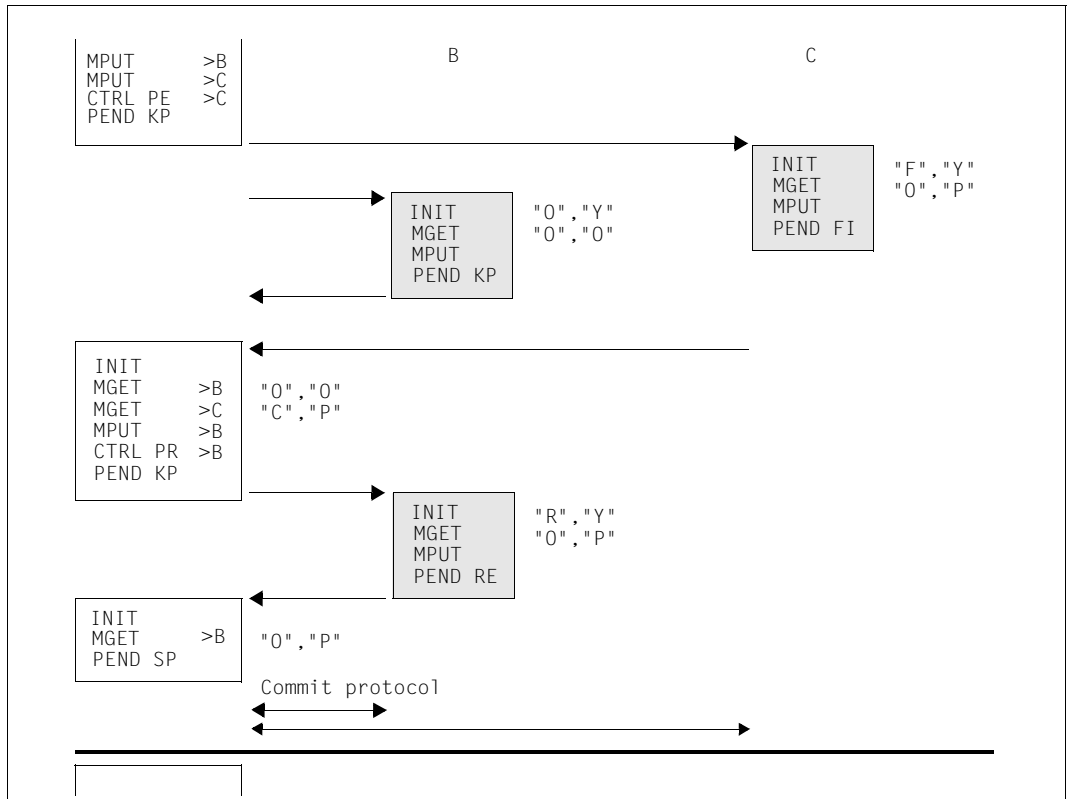 B C
MPUT >B
MPUT >C
CTRL PE >C
PEND KP
INIT "F","Y"
MGET "O","P"
MPUT
PEND FI
INIT "O","Y"
MGET "O","O"
MPUT
PEND KP
INIT
MGET >B "O","O"
MGET >C "C","P"
MPUT >B
CTRL PR >B
PEND KP
INIT "R","Y"
MGET "O","P"
MPUT
PEND RE
INIT
MGET >B "O","P"
PEND SP
Commit protocol